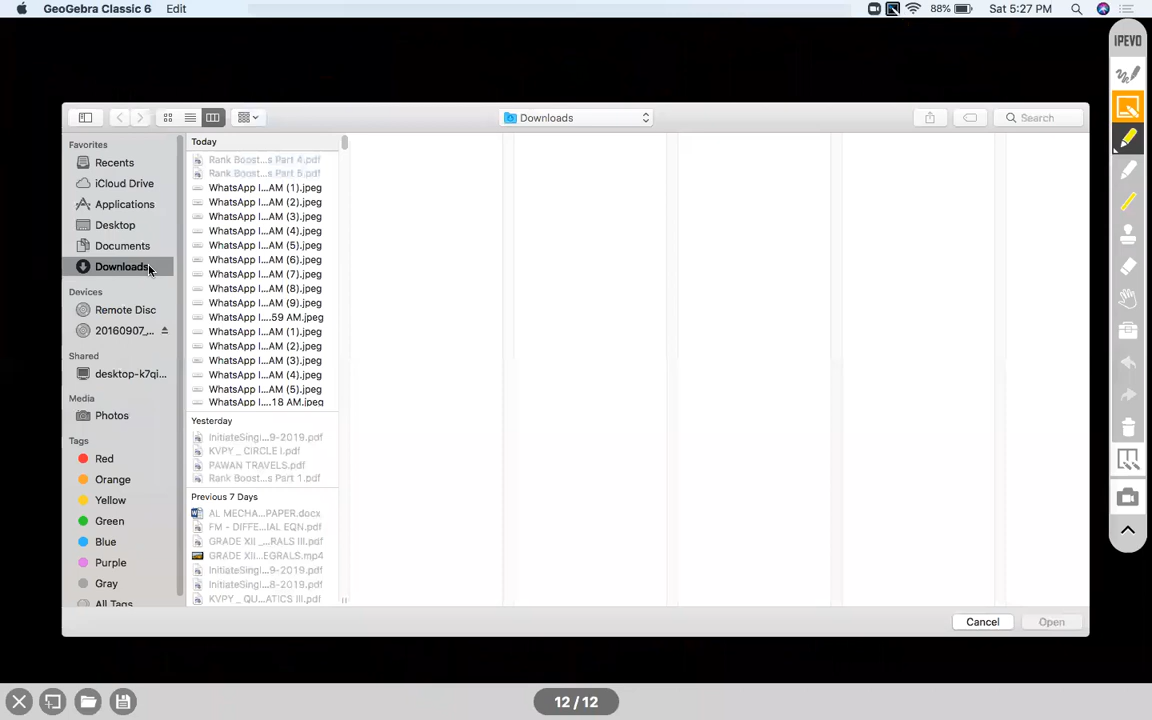 GeoGebra Classic 6 Edit 88% Sat 5:27 PM
IPEVO
Downloads Search
Favorites
Recents
iCloud Drive
Applications
Desktop
Documents
Downloads
Devices
Remote Disc
20160907_...
Shared
desktop-k7qi...
Media
Photos
Tags
Red
Orange
Yellow
Green
Blue
Purple
Gray
All Tags
Today
Rank Boost...s Part 4.pdf
Rank Boost...s Part 5.pdf
WhatsApp I...AM (1).jpeg
WhatsApp I...AM (2).jpeg
WhatsApp I...AM (3).jpeg
WhatsApp I...AM (4).jpeg
WhatsApp I...AM (5).jpeg
WhatsApp I...AM (6).jpeg
WhatsApp I...AM (7).jpeg
WhatsApp I...AM (8).jpeg
WhatsApp I...AM (9).jpeg
WhatsApp I....59 AM.jpeg
WhatsApp I...AM (1).jpeg
WhatsApp I...AM (2).jpeg
WhatsApp I...AM (3).jpeg
WhatsApp I...AM (4).jpeg
WhatsApp I...AM (5).jpeg
WhatsApp I....18 AM.jpeg
Yesterday
InitiateSingl...9-2019.pdf
KVPY _ CIRCLE I.pdf
PAWAN TRAVELS.pdf
Rank Boost...s Part 1.pdf
Previous 7 Days
AL MECHA...PAPER.docx
FM - DIFFE...IAL EQN.pdf
GRADE XII _...RALS III.pdf
GRADE XII...EGRALS.mp4
InitiateSingl...9-2019.pdf
InitiateSingl...8-2019.pdf
KVPY _ QU...ATICS III.pdf
Cancel Open
12 / 12